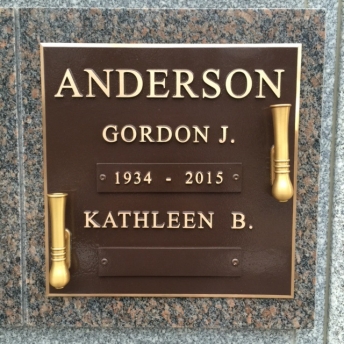 ANDERSON
GORDON J.
1934 - 2015
KATHLEEN B.